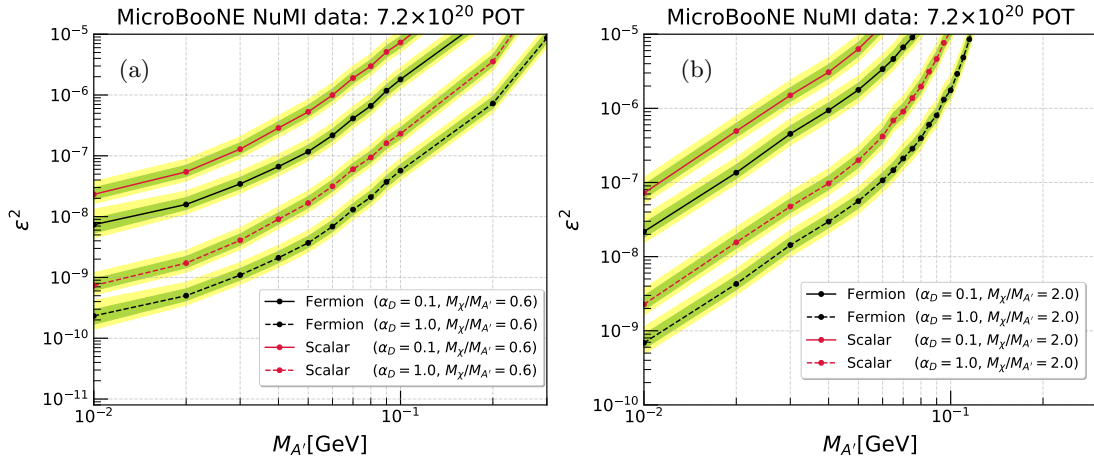 MicroBooNE NuMI data: 7.2×10²⁰ POT
(a)
ε²
10⁻⁵
10⁻⁶
10⁻⁷
10⁻⁸
10⁻⁹
10⁻¹⁰
10⁻¹¹
Fermion (α_D = 0.1, M_χ/M_A′ = 0.6)
Fermion (α_D = 1.0, M_χ/M_A′ = 0.6)
Scalar (α_D = 0.1, M_χ/M_A′ = 0.6)
Scalar (α_D = 1.0, M_χ/M_A′ = 0.6)
10⁻² 10⁻¹
M_A′[GeV]
MicroBooNE NuMI data: 7.2×10²⁰ POT
(b)
ε²
10⁻⁵
10⁻⁶
10⁻⁷
10⁻⁸
10⁻⁹
10⁻¹⁰
Fermion (α_D = 0.1, M_χ/M_A′ = 2.0)
Fermion (α_D = 1.0, M_χ/M_A′ = 2.0)
Scalar (α_D = 0.1, M_χ/M_A′ = 2.0)
Scalar (α_D = 1.0, M_χ/M_A′ = 2.0)
10⁻² 10⁻¹
M_A′[GeV]